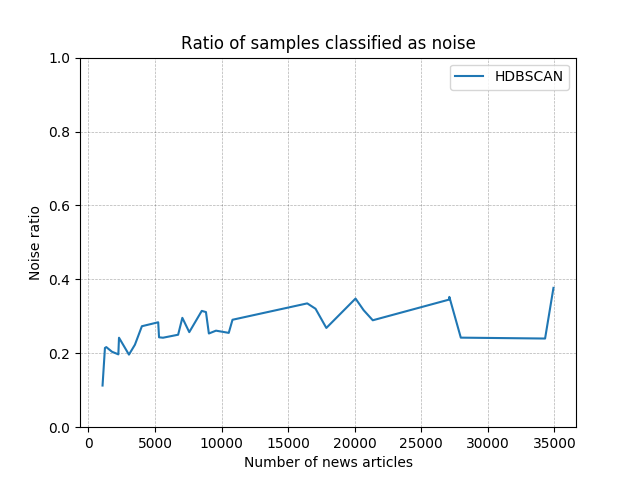 Ratio of samples classified as noise
HDBSCAN
1.0
0.8
0.6
0.4
0.2
0.0
Noise ratio
0 5000 10000 15000 20000 25000 30000 35000
Number of news articles